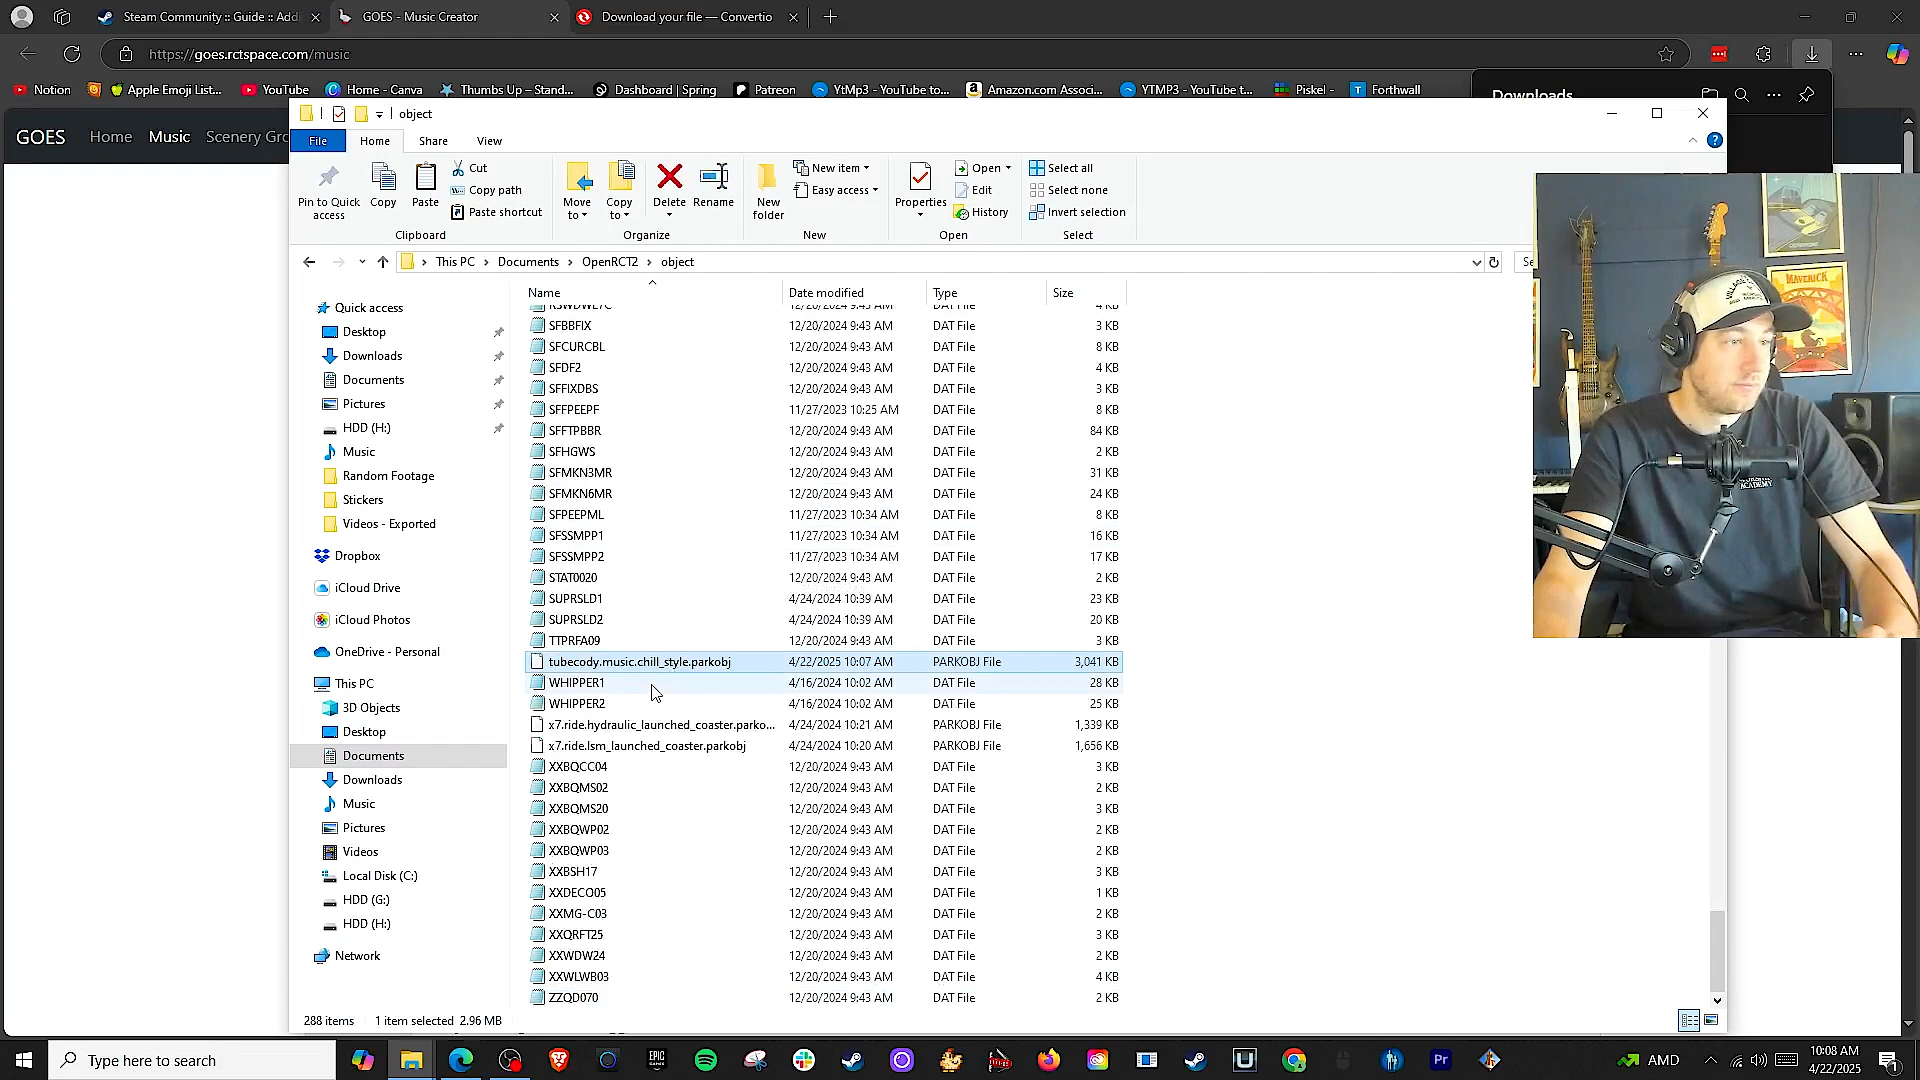 Steam Community :: Guide :: Addi
GOES - Music Creator
Download your file — Convertio
https://goes.rctspace.com/music
Notion
Apple Emoji List...
YouTube
Home - Canva
Thumbs Up – Stand...
Dashboard | Spring
Patreon
YtMp3 - YouTube to...
Amazon.com Associ...
YTMP3 - YouTube t...
Piskel -
Forthwall
Downloads
GOES Home Music Scenery Gro
object
File Home Share View
Pin to Quick access
Copy
Paste
Cut
Copy path
Paste shortcut
Clipboard
Move to
Copy to
Delete
Rename
Organize
New folder
New item
Easy access
New
Properties
Open
Edit
History
Open
Select all
Select none
Invert selection
Select
This PC > Documents > OpenRCT2 > object
Se
Name Date modified Type Size
Quick access
Desktop
Downloads
Documents
Pictures
HDD (H:)
Music
Random Footage
Stickers
Videos - Exported
Dropbox
iCloud Drive
iCloud Photos
OneDrive - Personal
This PC
3D Objects
Desktop
Documents
Downloads
Music
Pictures
Videos
Local Disk (C:)
HDD (G:)
HDD (H:)
Network
12/20/2024 9:43 AM DAT File 4 KB
SFBBFIX 12/20/2024 9:43 AM DAT File 3 KB
SFCURCBL 12/20/2024 9:43 AM DAT File 8 KB
SFDF2 12/20/2024 9:43 AM DAT File 4 KB
SFFIXDBS 12/20/2024 9:43 AM DAT File 3 KB
SFFPEEPF 11/27/2023 10:25 AM DAT File 8 KB
SFFTPBBR 12/20/2024 9:43 AM DAT File 84 KB
SFHGWS 12/20/2024 9:43 AM DAT File 2 KB
SFMKN3MR 12/20/2024 9:43 AM DAT File 31 KB
SFMKN6MR 12/20/2024 9:43 AM DAT File 24 KB
SFPEEPML 11/27/2023 10:34 AM DAT File 8 KB
SFSSMPP1 11/27/2023 10:34 AM DAT File 16 KB
SFSSMPP2 11/27/2023 10:34 AM DAT File 17 KB
STAT0020 12/20/2024 9:43 AM DAT File 2 KB
SUPRSLD1 4/24/2024 10:39 AM DAT File 23 KB
SUPRSLD2 4/24/2024 10:39 AM DAT File 20 KB
TTPRFA09 12/20/2024 9:43 AM DAT File 3 KB
tubecody.music.chill_style.parkobj 4/22/2025 10:07 AM PARKOBJ File 3,041 KB
WHIPPER1 4/16/2024 10:02 AM DAT File 28 KB
WHIPPER2 4/16/2024 10:02 AM DAT File 25 KB
x7.ride.hydraulic_launched_coaster.parko... 4/24/2024 10:21 AM PARKOBJ File 1,339 KB
x7.ride.lsm_launched_coaster.parkobj 4/24/2024 10:20 AM PARKOBJ File 1,656 KB
XXBQCC04 12/20/2024 9:43 AM DAT File 3 KB
XXBQMS02 12/20/2024 9:43 AM DAT File 2 KB
XXBQMS20 12/20/2024 9:43 AM DAT File 3 KB
XXBQWP02 12/20/2024 9:43 AM DAT File 2 KB
XXBQWP03 12/20/2024 9:43 AM DAT File 2 KB
XXBSH17 12/20/2024 9:43 AM DAT File 3 KB
XXDECO05 12/20/2024 9:43 AM DAT File 1 KB
XXMG-C03 12/20/2024 9:43 AM DAT File 2 KB
XXQRFT25 12/20/2024 9:43 AM DAT File 3 KB
XXWDW24 12/20/2024 9:43 AM DAT File 2 KB
XXWLWB03 12/20/2024 9:43 AM DAT File 4 KB
ZZQD070 12/20/2024 9:43 AM DAT File 2 KB
288 items 1 item selected 2.96 MB
MAVERICK
ACADEMY
Type here to search
EPIC GAMES
Pr
AMD
10:08 AM
4/22/2025
1